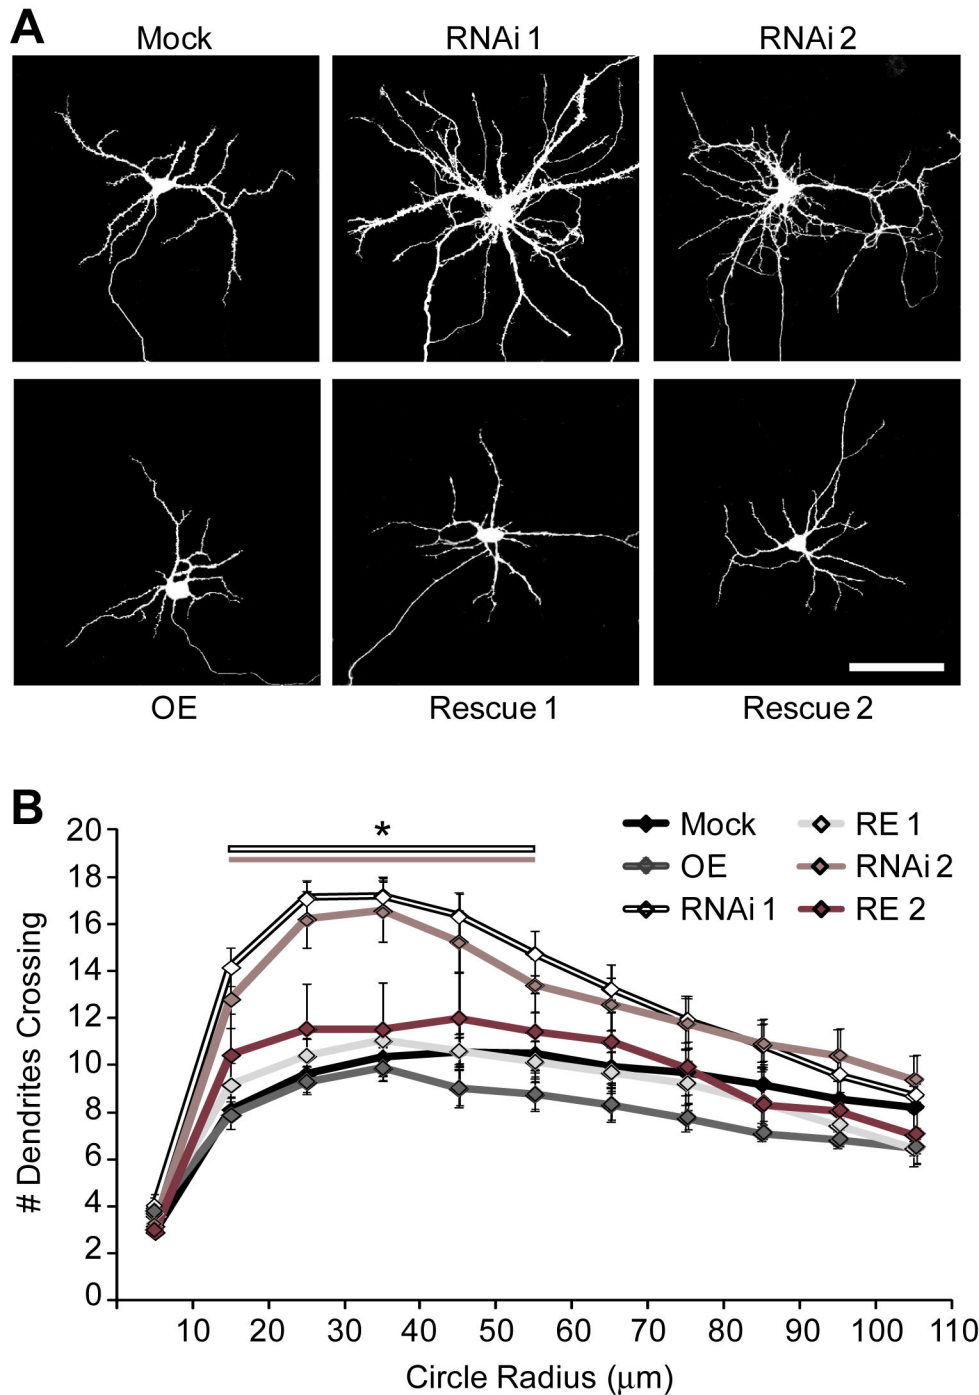 A
Mock RNAi 1 RNAi 2
OE Rescue 1 Rescue 2
B
*
Mock RE 1
OE RNAi 2
RNAi 1 RE 2
# Dendrites Crossing
20
18
16
14
12
10
8
6
4
2
0
10 20 30 40 50 60 70 80 90 100 110
Circle Radius (μm)